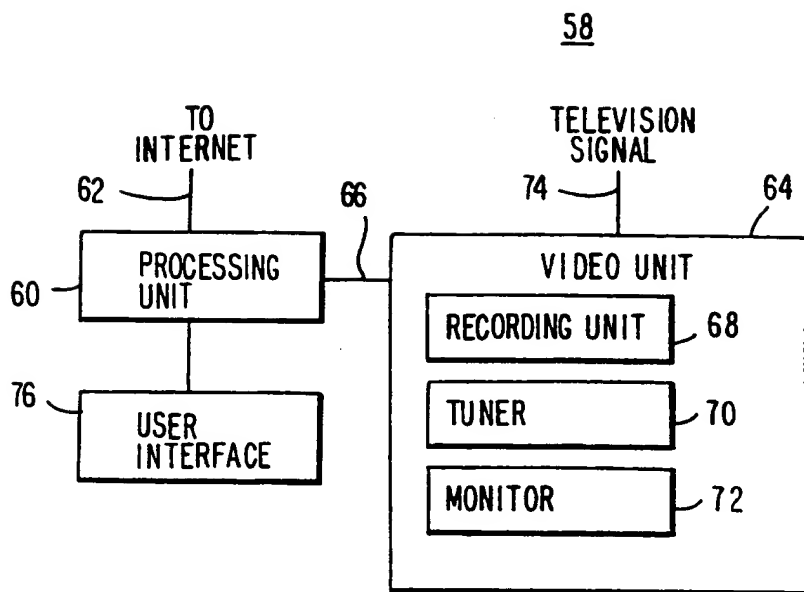 58
TO
INTERNET
TELEVISION
SIGNAL
62
74
66
64
60
PROCESSING
UNIT
VIDEO UNIT
RECORDING UNIT
68
76
USER
INTERFACE
TUNER
70
MONITOR
72